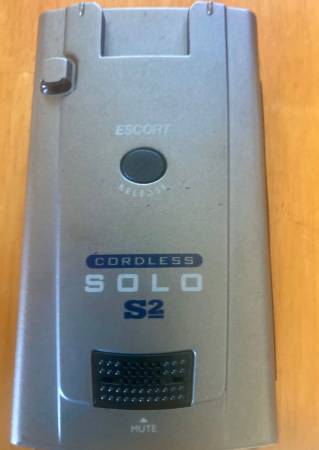 ESCORT
RELEASE
CORDLESS
SOLO
S2
MUTE